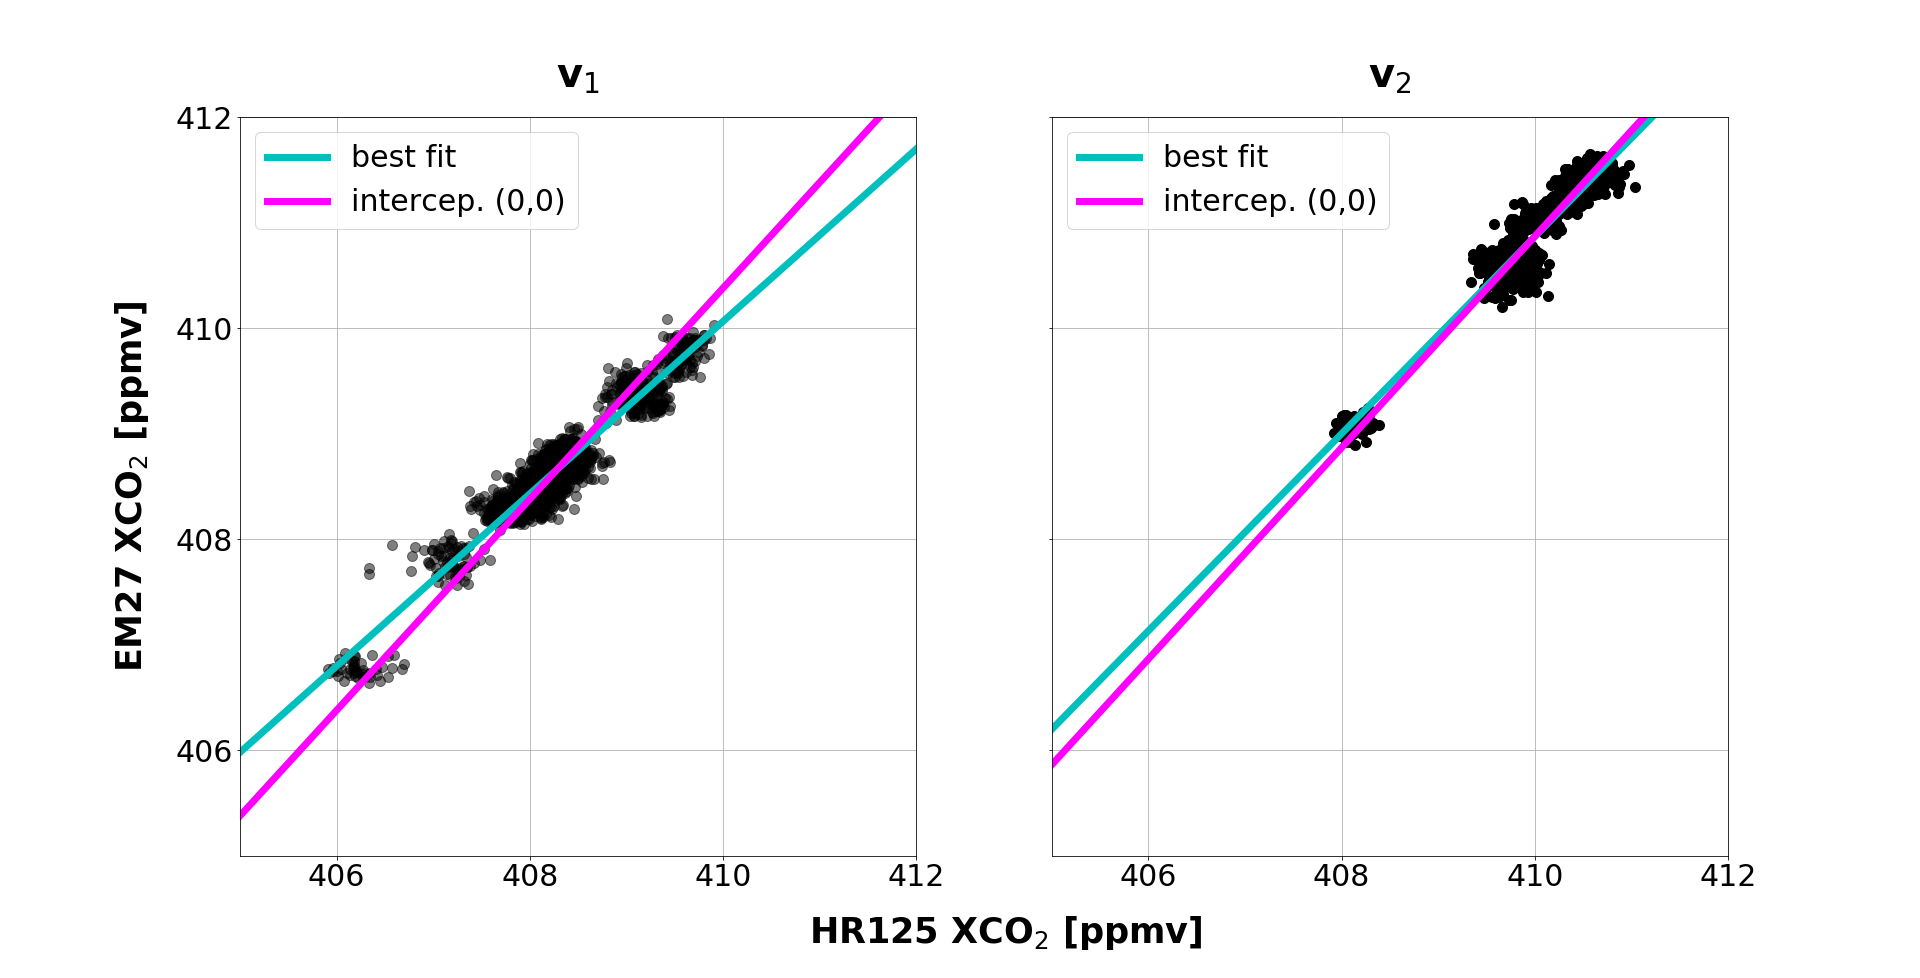 v₁
v₂
best fit
intercep. (0,0)
best fit
intercep. (0,0)
412
410
408
406
EM27 XCO₂ [ppmv]
406 408 410 412
406 408 410 412
HR125 XCO₂ [ppmv]